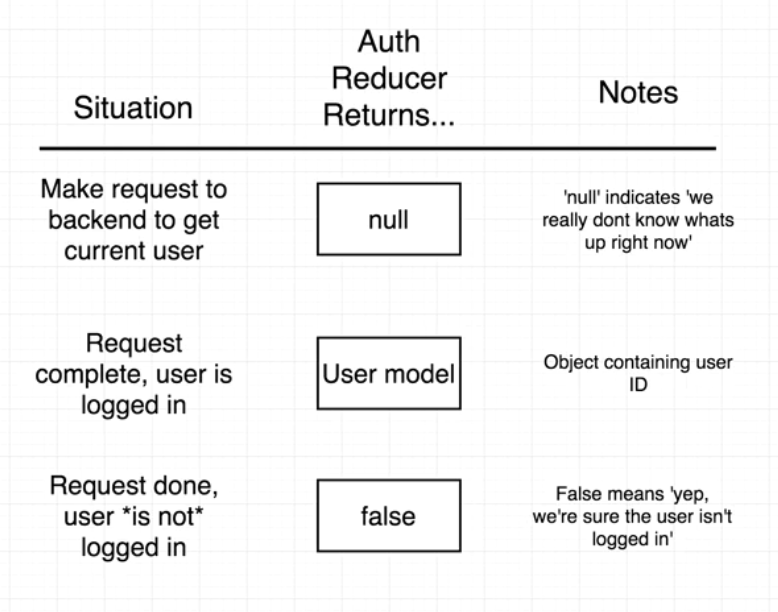 Situation
Auth
Reducer
Returns...
Notes
Make request to
backend to get
current user
null
'null' indicates 'we
really dont know whats
up right now'
Request
complete, user is
logged in
User model
Object containing user
ID
Request done,
user *is not*
logged in
false
False means 'yep,
we're sure the user isn't
logged in'